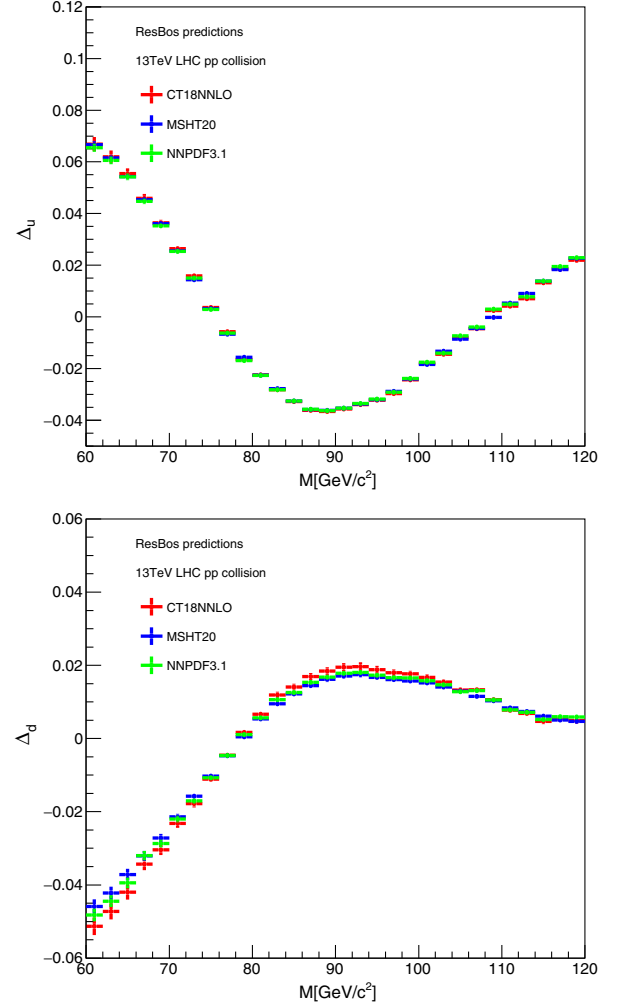 0.12
0.1
0.08
0.06
0.04
0.02
0
−0.02
−0.04
Δu
ResBos predictions
13TeV LHC pp collision
CT18NNLO
MSHT20
NNPDF3.1
60 70 80 90 100 110 120
M[GeV/c²]
0.06
0.04
0.02
0
−0.02
−0.04
−0.06
Δd
ResBos predictions
13TeV LHC pp collision
CT18NNLO
MSHT20
NNPDF3.1
60 70 80 90 100 110 120
M[GeV/c²]